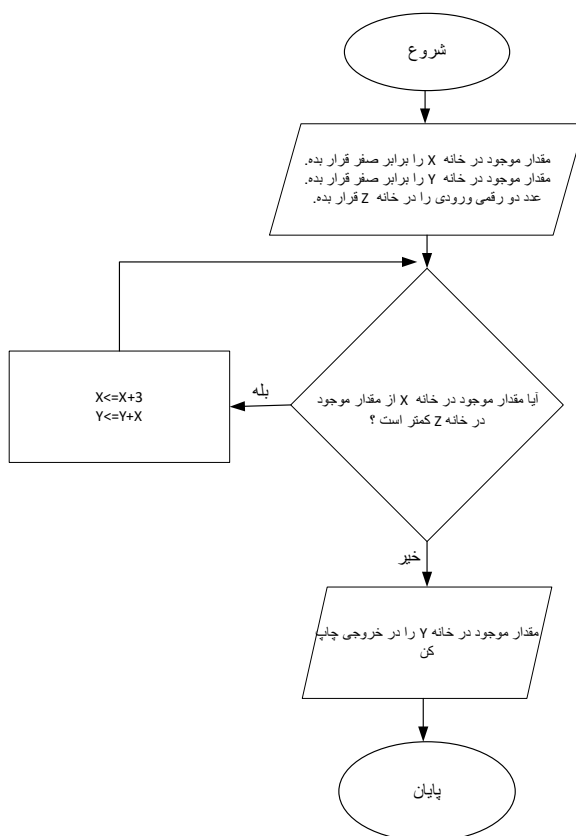 شروع
مقدار موجود در خانه X را برابر صفر قرار بده.
مقدار موجود در خانه Y را برابر صفر قرار بده.
عدد دو رقمی ورودی را در خانه Z قرار بده.
آیا مقدار موجود در خانه X از مقدار موجود
در خانه Z کمتر است ؟
بله
X<=X+3
Y<=Y+X
خیر
مقدار موجود در خانه Y را در خروجی چاپ
کن
پایان